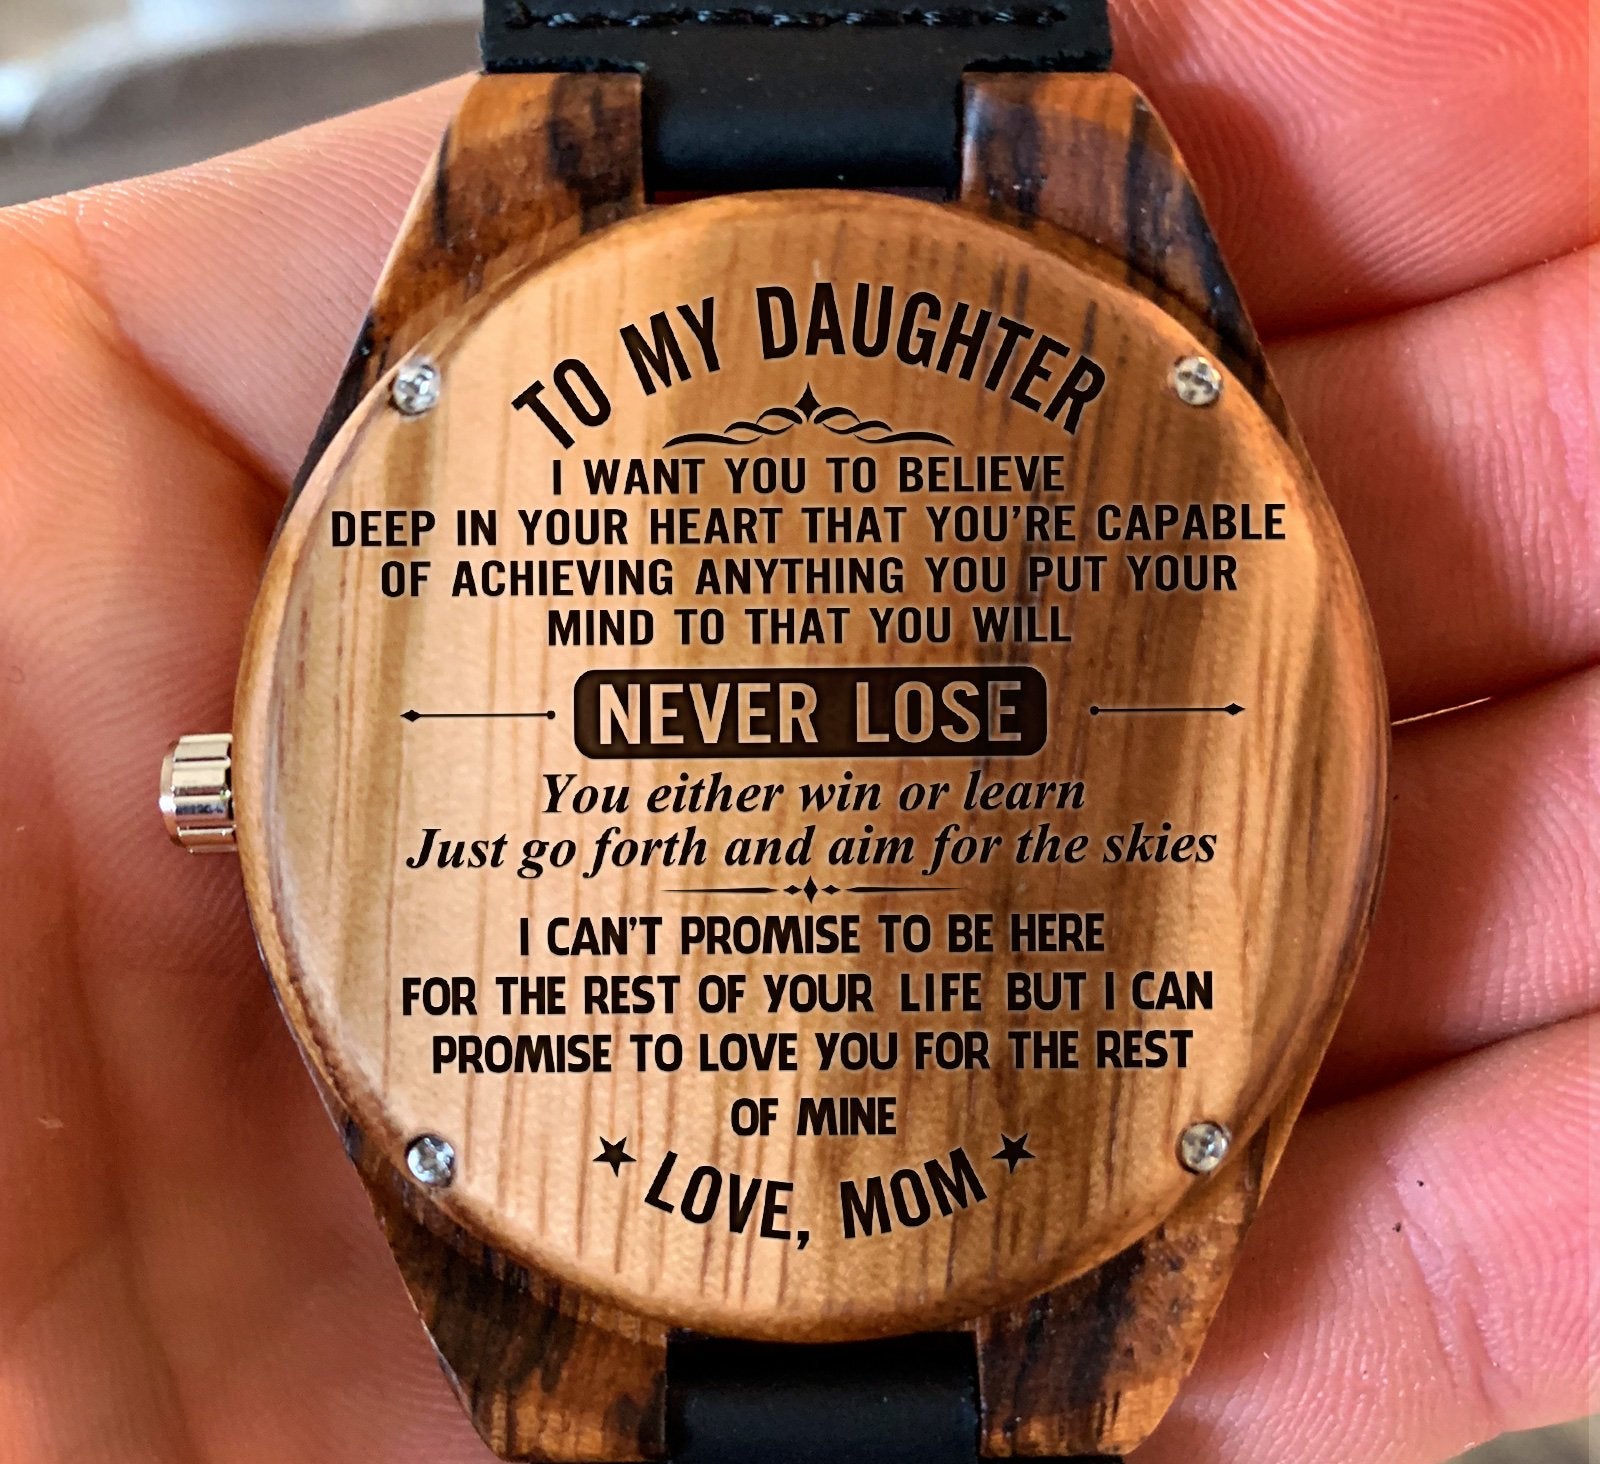 TO MY DAUGHTER
I WANT YOU TO BELIEVE
DEEP IN YOUR HEART THAT YOU'RE CAPABLE
OF ACHIEVING ANYTHING YOU PUT YOUR
MIND TO THAT YOU WILL
NEVER LOSE
You either win or learn
Just go forth and aim for the skies
I CAN'T PROMISE TO BE HERE
FOR THE REST OF YOUR LIFE BUT I CAN
PROMISE TO LOVE YOU FOR THE REST
OF MINE
LOVE, MOM